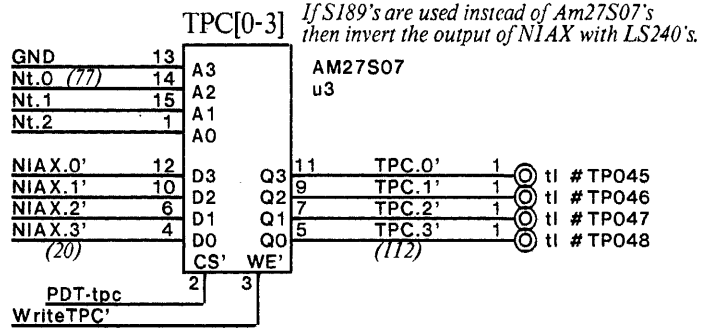 TPC[0-3]
If S189's are used instead of Am27S07's
then invert the output of NIAX with LS240's.
AM27S07
u3
GND 13 A3
Nt.0 (77) 14 A2
Nt.1 15 A1
Nt.2 1 A0
NIAX.0' 12 D3 Q3 11 TPC.0' 1 tl #TP045
NIAX.1' 10 D2 Q2 9 TPC.1' 1 tl #TP046
NIAX.2' 6 D1 Q1 7 TPC.2' 1 tl #TP047
NIAX.3' 4 D0 Q0 5 TPC.3' 1 tl #TP048
(20) (112)
CS' WE'
2 3
PDT-tpc
WriteTPC'